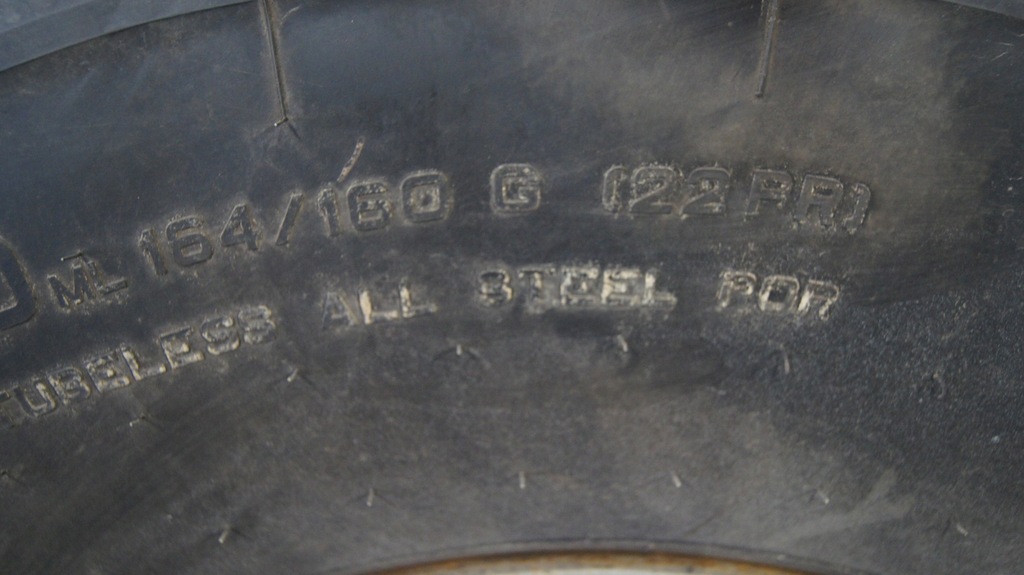 ML 164/160 G (22 PR)
TUBELESS ALL STEEL POR